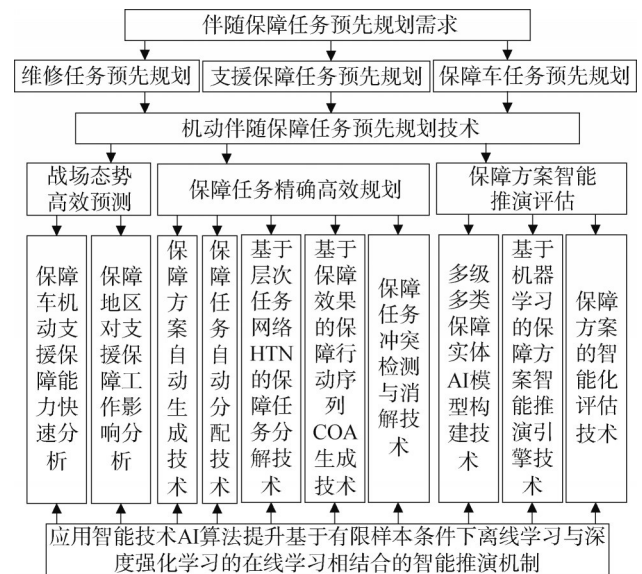 伴随保障任务预先规划需求
维修任务预先规划
支援保障任务预先规划
保障车任务预先规划
机动伴随保障任务预先规划技术
战场态势
高效预测
保障任务精确高效规划
保障方案智能
推演评估
保障
车机
动支
援保
障能
力快
速分
析
保障
地区
对支
援保
障工
作影
响分
析
保
障
方
案
自
动
生
成
技
术
保
障
任
务
自
动
分
配
技
术
基于
层次
任务
网络
HTN
的保
障任
务分
解技
术
基于
保障
效果
的保
障行
动序
列
COA
生成
技术
保障
任务
冲突
检测
与消
解技
术
多级
多类
保障
实体
AI模
型构
建技
术
基于
机器
学习
的保
障方
案智
能推
演引
擎技
术
保障
方案
的智
能化
评估
技术
应用智能技术AI算法提升基于有限样本条件下离线学习与深
度强化学习的在线学习相结合的智能推演机制